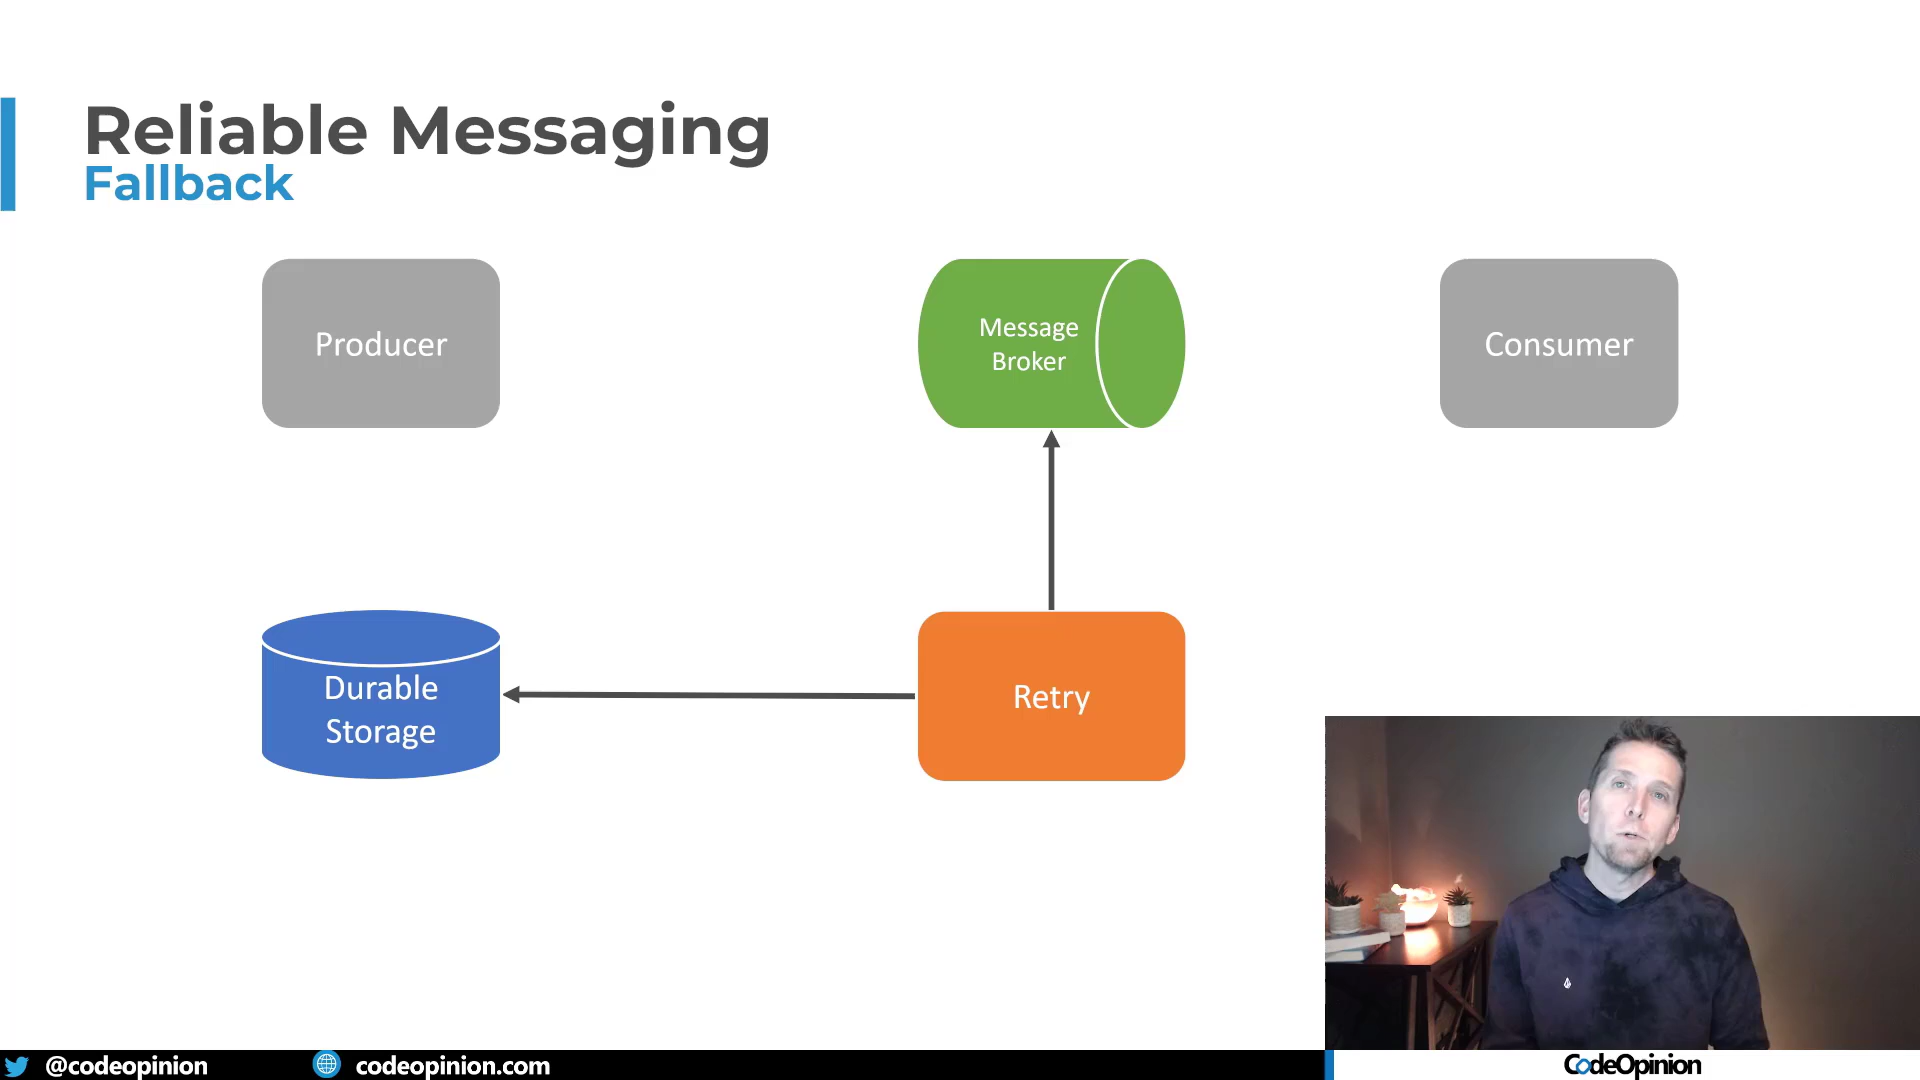 Reliable Messaging
Fallback
Producer
Message
Broker
Consumer
Durable
Storage
Retry
@codeopinion
codeopinion.com
CodeOpinion